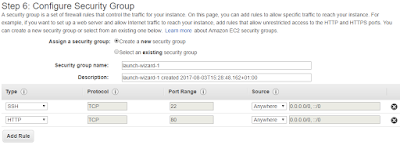 Step 6: Configure Security Group
A security group is a set of firewall rules that control the traffic for your instance. On this page, you can add rules to allow specific traffic to reach your instance. For
example, if you want to set up a web server and allow Internet traffic to reach your instance, add rules that allow unrestricted access to the HTTP and HTTPS ports. You
can create a new security group or select from an existing one below. Learn more about Amazon EC2 security groups.
Assign a security group: Create a new security group
Select an existing security group
Security group name: launch-wizard-1
Description: launch-wizard-1 created 2017-08-03T15:28:46.162+01:00
Type Protocol Port Range Source
SSH TCP 22 Anywhere 0.0.0.0/0, ::/0
HTTP TCP 80 Anywhere 0.0.0.0/0, ::/0
Add Rule